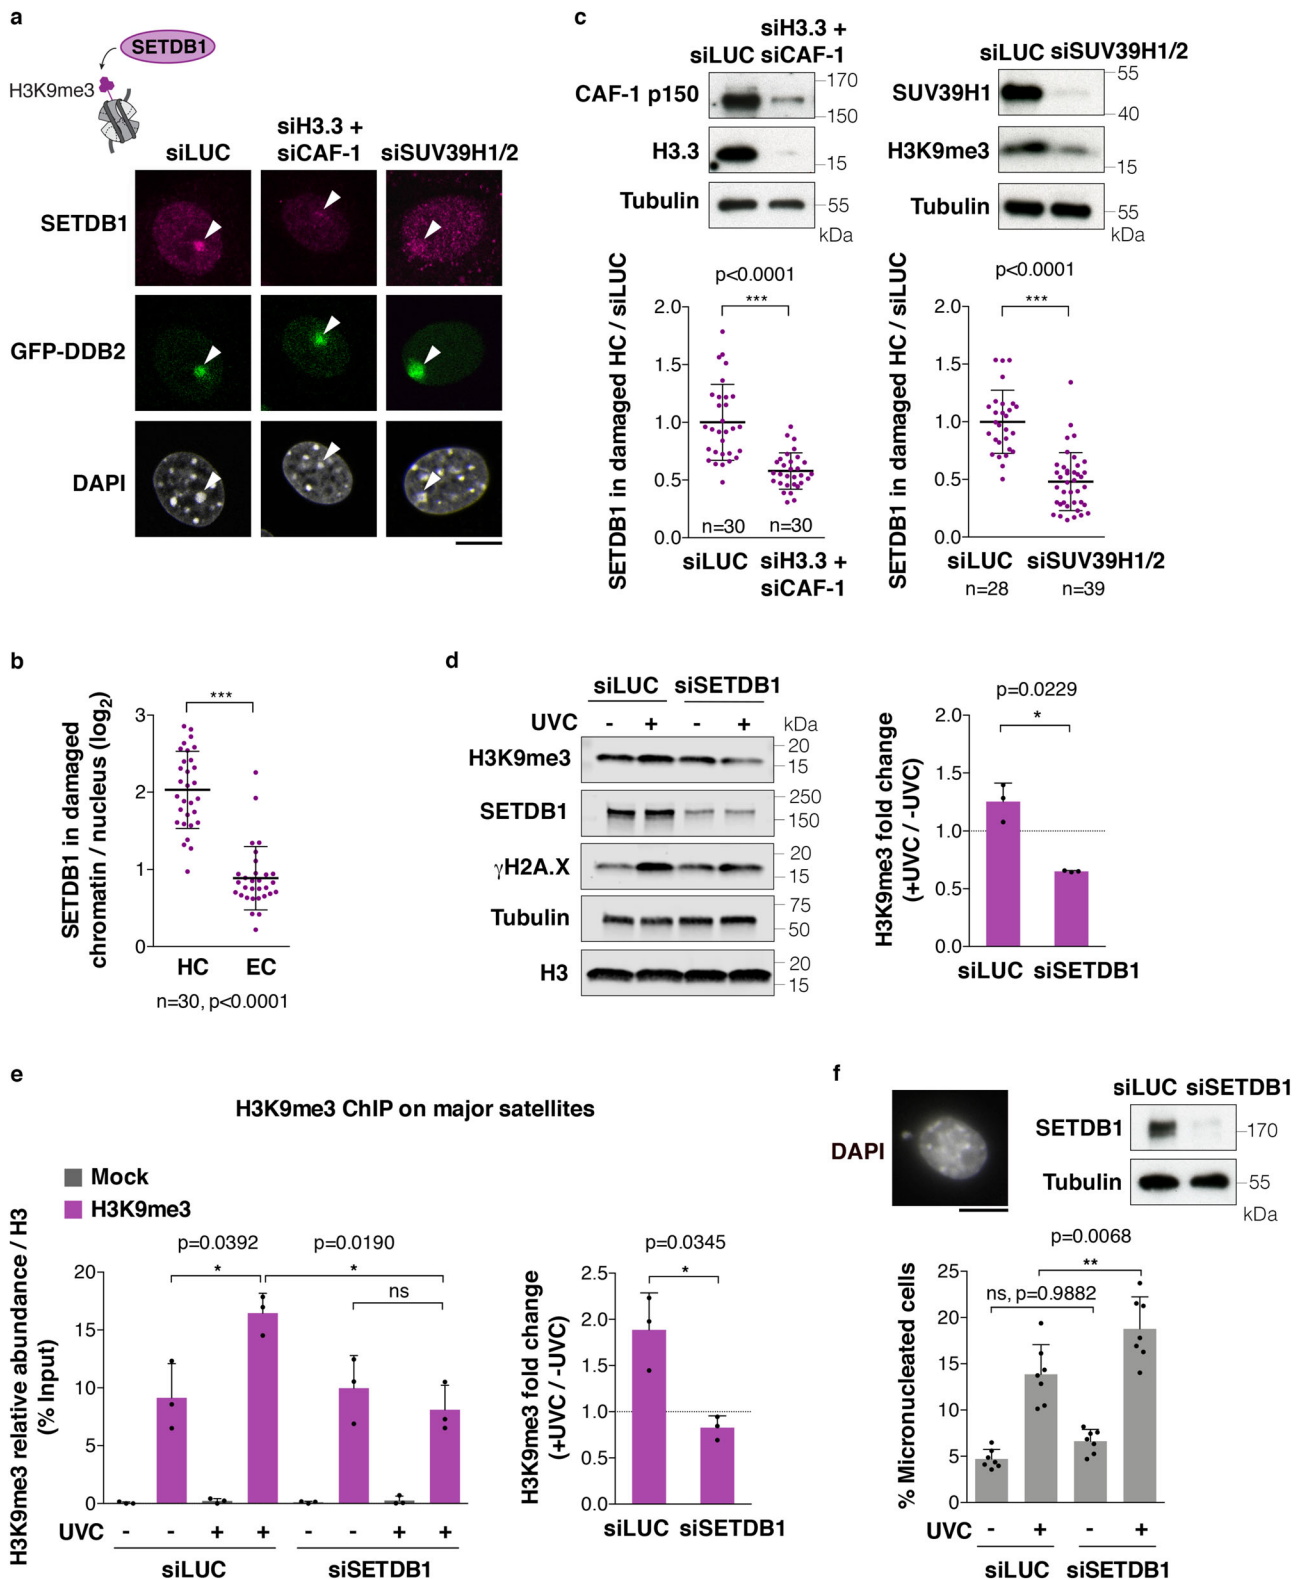 a
SETDB1
H3K9me3
siLUC
siH3.3 +
siCAF-1
siSUV39H1/2
SETDB1
GFP-DDB2
DAPI
c
siLUC
siH3.3 +
siCAF-1
CAF-1 p150
170
150
H3.3
15
Tubulin
55
kDa
siLUC siSUV39H1/2
SUV39H1
55
40
H3K9me3
15
Tubulin
55
kDa
SETDB1 in damaged HC / siLUC
p<0.0001
***
2.0
1.5
1.0
0.5
0.0
n=30
n=30
siLUC
siH3.3 +
siCAF-1
SETDB1 in damaged HC / siLUC
p<0.0001
***
2.0
1.5
1.0
0.5
0.0
siLUC
siSUV39H1/2
n=28
n=39
b
SETDB1 in damaged
chromatin / nucleus (log2)
***
3
2
1
0
HC
EC
n=30, p<0.0001
d
siLUC siSETDB1
UVC - + - + kDa
H3K9me3
20
15
SETDB1
250
150
γH2A.X
20
15
Tubulin
75
50
H3
20
15
H3K9me3 fold change
(+UVC / -UVC)
p=0.0229
*
2.0
1.5
1.0
0.5
0.0
siLUC siSETDB1
e
H3K9me3 ChIP on major satellites
Mock
H3K9me3
H3K9me3 relative abundance / H3
(% Input)
p=0.0392
p=0.0190
*
*
ns
20
15
10
5
0
UVC - - + + - - + +
siLUC
siSETDB1
H3K9me3 fold change
(+UVC / -UVC)
p=0.0345
*
2.5
2.0
1.5
1.0
0.5
0.0
siLUC siSETDB1
f
DAPI
siLUC siSETDB1
SETDB1
170
Tubulin
55
kDa
% Micronucleated cells
p=0.0068
**
ns, p=0.9882
25
20
15
10
5
0
UVC - + - +
siLUC siSETDB1